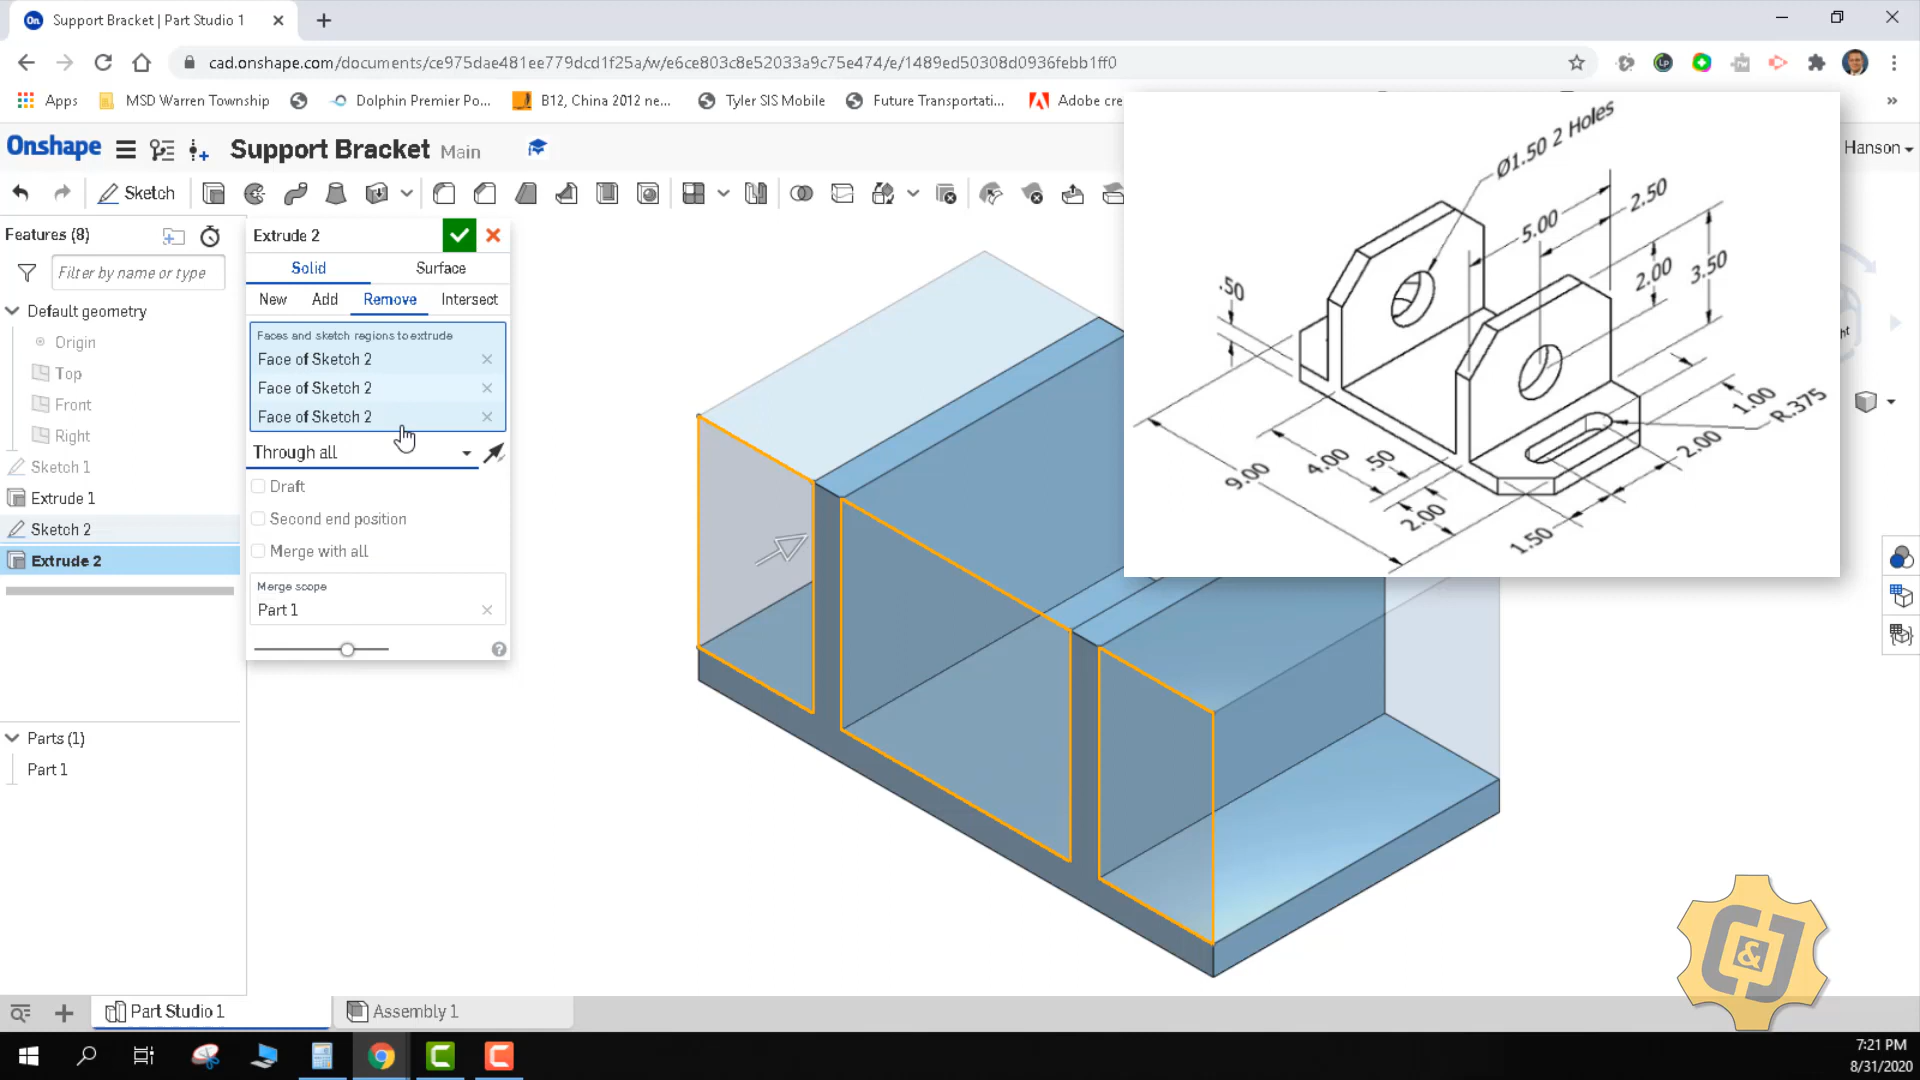 Support Bracket | Part Studio 1
cad.onshape.com/documents/ce975dae481ee779dcd1f25a/w/e6ce803c8e52033a9c75e474/e/1489ed50308d0936febb1ff0
Apps
MSD Warren Township
Dolphin Premier Po...
B12, China 2012 ne...
Tyler SIS Mobile
Future Transportati...
Adobe cre
»
Onshape
Support Bracket Main
Hanson
Sketch
Features (8)
Filter by name or type
Default geometry
Origin
Top
Front
Right
Sketch 1
Extrude 1
Sketch 2
Extrude 2
Parts (1)
Part 1
Extrude 2
Solid
Surface
New
Add
Remove
Intersect
Faces and sketch regions to extrude
Face of Sketch 2
Face of Sketch 2
Face of Sketch 2
Through all
Draft
Second end position
Merge with all
Merge scope
Part 1
Ø1.50 2 Holes
2.50
5.00
2.00
3.50
.50
1.00
R.375
2.00
9.00
4.00
.50
2.00
1.50
ht
C&J
Part Studio 1
Assembly 1
7:21 PM
8/31/2020